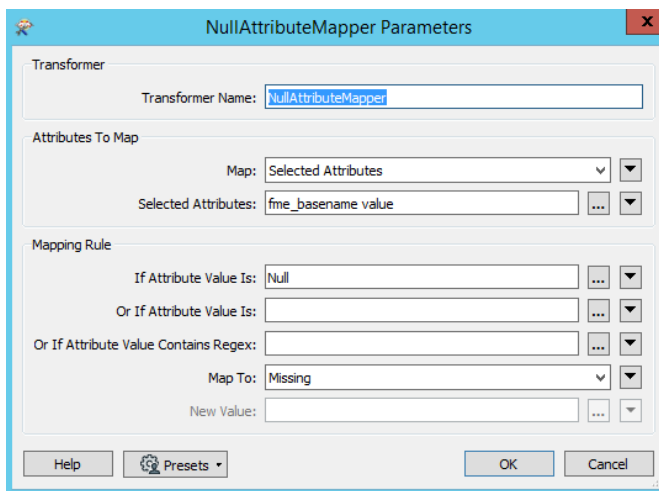 NullAttributeMapper Parameters
x
Transformer
Transformer Name: NullAttributeMapper
Attributes To Map
Map: Selected Attributes
Selected Attributes: fme_basename value ...
Mapping Rule
If Attribute Value Is: Null ...
Or If Attribute Value Is: ...
Or If Attribute Value Contains Regex: ...
Map To: Missing
New Value: ...
Help Presets OK Cancel